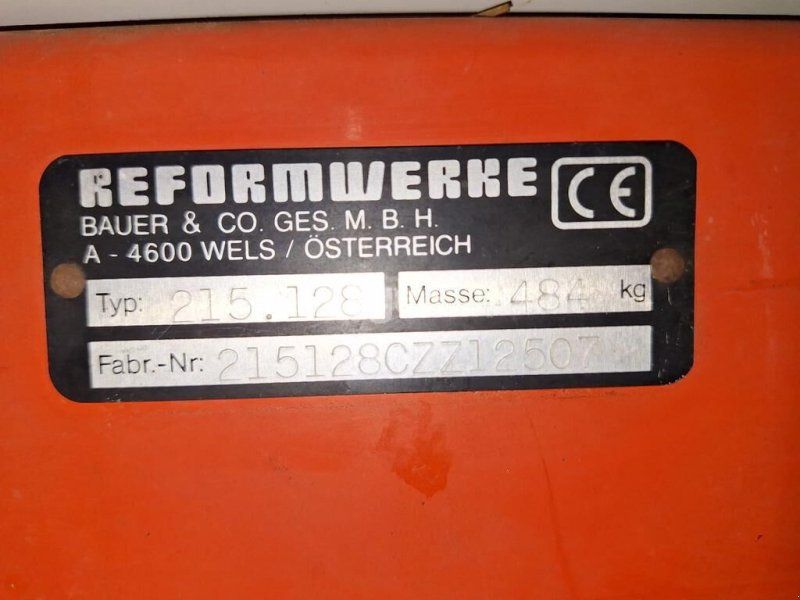 REFORMWERKE CE
BAUER & CO. GES. M. B. H.
A - 4600 WELS / ÖSTERREICH
Typ: 215.128 Masse: 484 kg
Fabr.-Nr: 215128CZZ12507